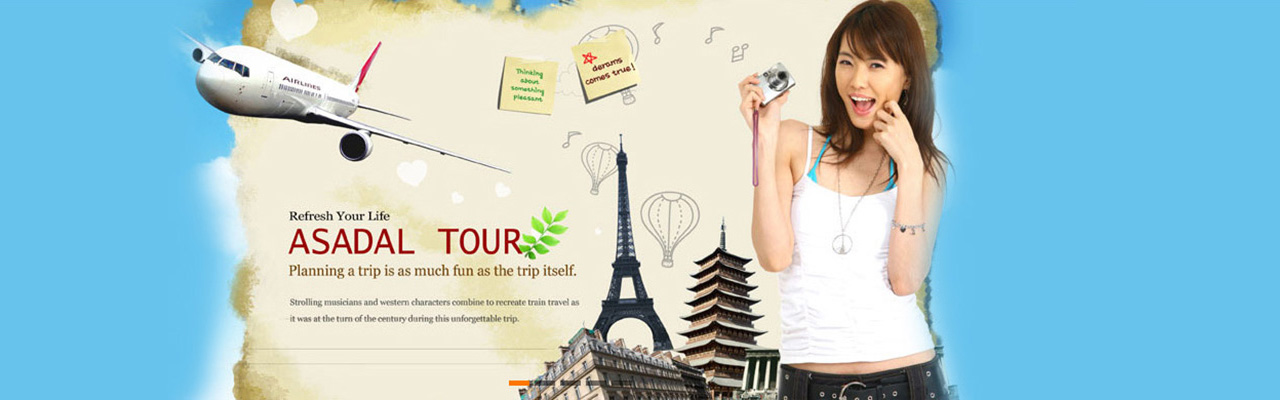 AIRLINES
Thinking
about
something
pleasant
derams
comes true!
Refresh Your Life
ASADAL TOUR
Planning a trip is as much fun as the trip itself.
Strolling musicians and western characters combine to recreate train travel as
it was at the turn of the century during this unforgettable trip.